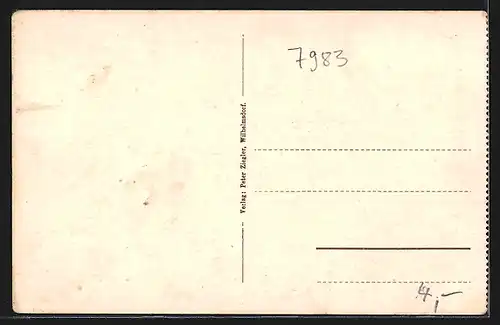 7983
Verlag: Peter Ziegler, Wilhelmsdorf.
4,-